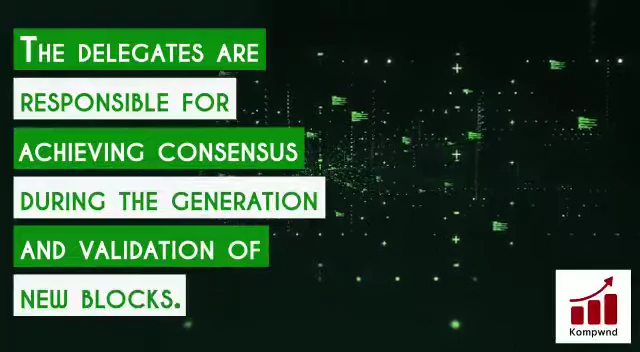 The delegates are
responsible for
achieving consensus
during the generation
and validation of
new blocks.
Kompwnd